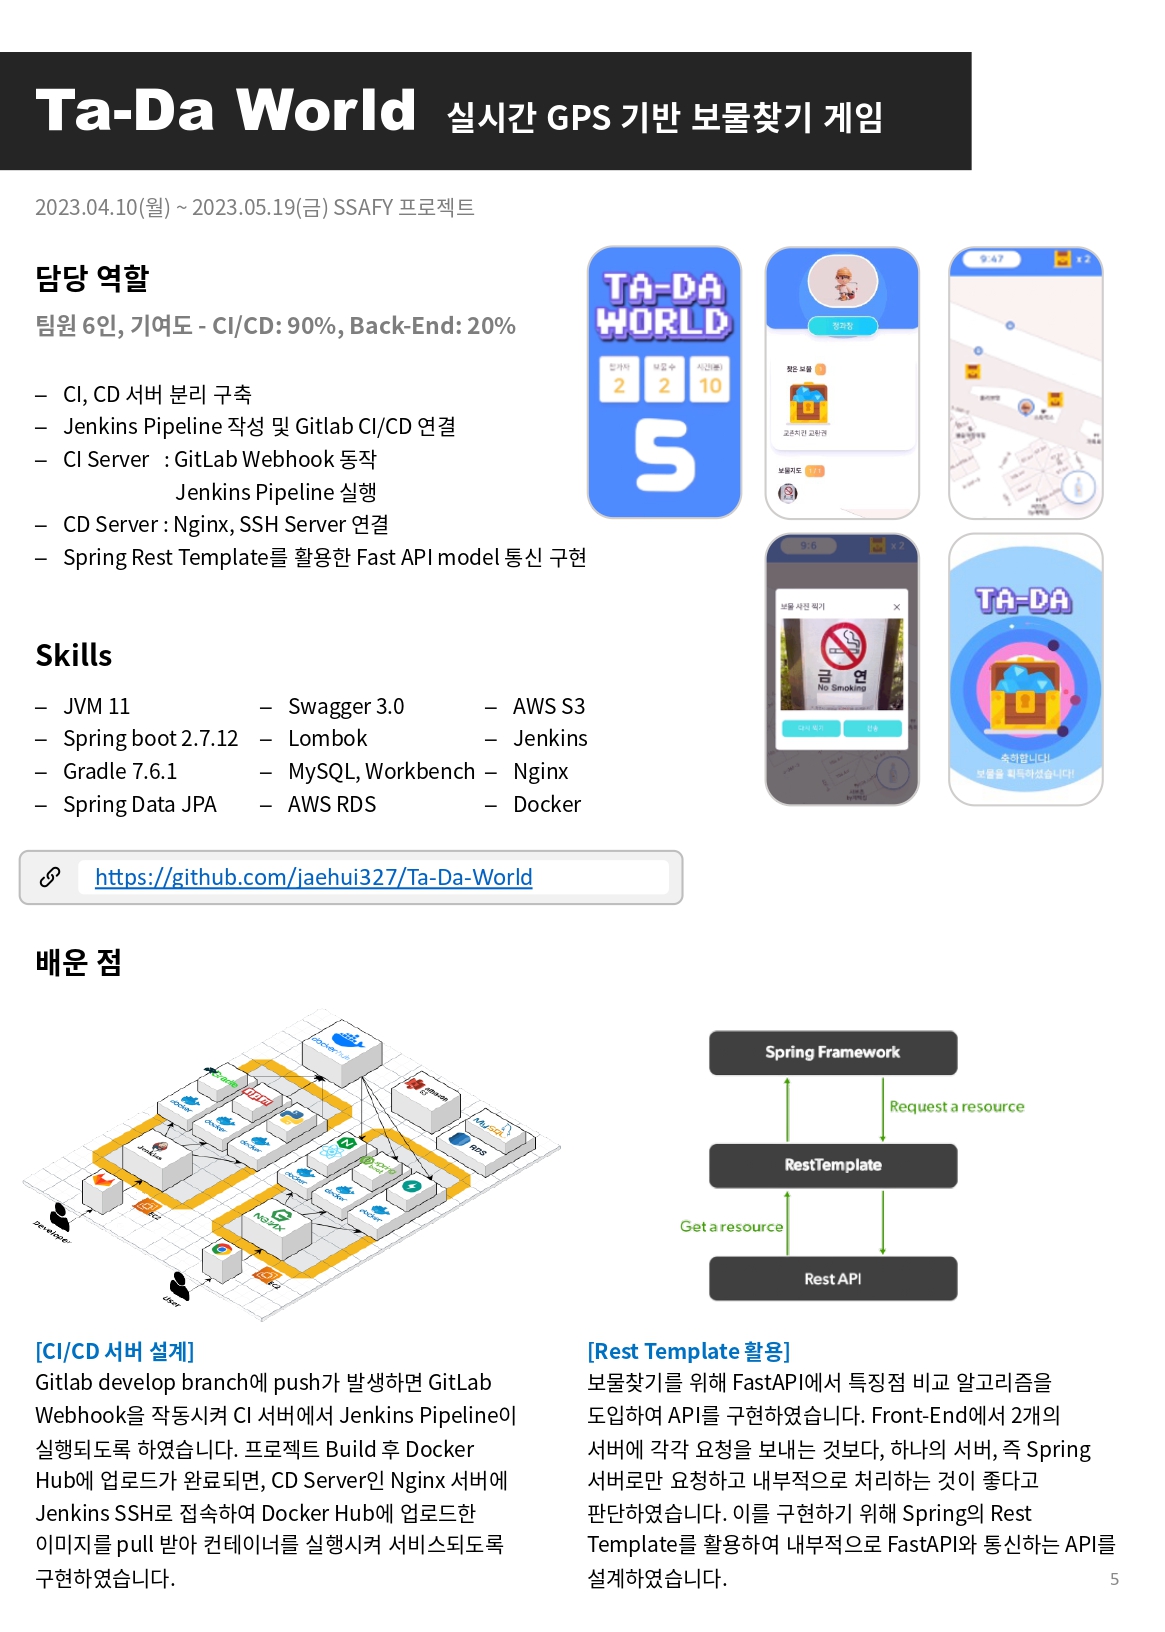 Ta-Da World 실시간 GPS 기반 보물찾기 게임
2023.04.10(월) ~ 2023.05.19(금) SSAFY 프로젝트
담당 역할
팀원 6인, 기여도 - CI/CD: 90%, Back-End: 20%
– CI, CD 서버 분리 구축
– Jenkins Pipeline 작성 및 Gitlab CI/CD 연결
– CI Server : GitLab Webhook 동작
Jenkins Pipeline 실행
– CD Server : Nginx, SSH Server 연결
– Spring Rest Template를 활용한 Fast API model 통신 구현
TA-DA
WORLD
참가자 보물 수 시간(분)
2 2 10
5
찾은 보물
보물지도
9:47 x 2
9:6 x 2
보물 사진 찍기
금 연
No Smoking
다시 찍기
TA-DA
축하합니다!
보물을 획득하셨습니다!
Skills
– JVM 11 – Swagger 3.0 – AWS S3
– Spring boot 2.7.12 – Lombok – Jenkins
– Gradle 7.6.1 – MySQL, Workbench – Nginx
– Spring Data JPA – AWS RDS – Docker
https://github.com/jaehui327/Ta-Da-World
배운 점
dockerhub
Gradle
npm
docker
docker
docker
Jenkins
amazon S3
MySQL
RDS
spring boot
docker
docker
docker
NGINX
EC2
EC2
Developer
User
Spring Framework
Request a resource
RestTemplate
Get a resource
Rest API
[CI/CD 서버 설계]
Gitlab develop branch에 push가 발생하면 GitLab
Webhook을 작동시켜 CI 서버에서 Jenkins Pipeline이
실행되도록 하였습니다. 프로젝트 Build 후 Docker
Hub에 업로드가 완료되면, CD Server인 Nginx 서버에
Jenkins SSH로 접속하여 Docker Hub에 업로드한
이미지를 pull 받아 컨테이너를 실행시켜 서비스되도록
구현하였습니다.
[Rest Template 활용]
보물찾기를 위해 FastAPI에서 특징점 비교 알고리즘을
도입하여 API를 구현하였습니다. Front-End에서 2개의
서버에 각각 요청을 보내는 것보다, 하나의 서버, 즉 Spring
서버로만 요청하고 내부적으로 처리하는 것이 좋다고
판단하였습니다. 이를 구현하기 위해 Spring의 Rest
Template를 활용하여 내부적으로 FastAPI와 통신하는 API를
설계하였습니다.
5